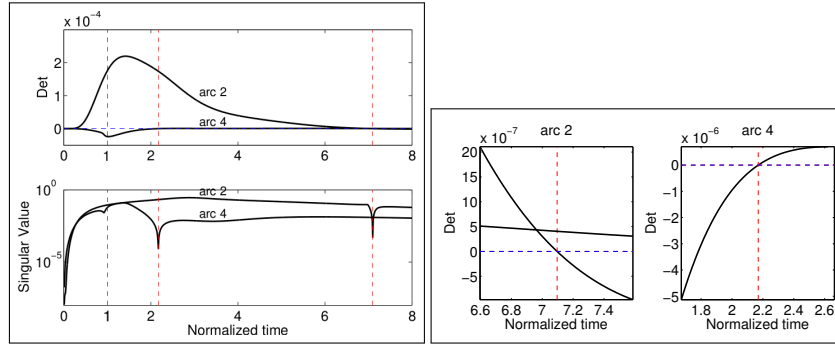 x 10⁻⁴
2
0
Det
arc 2
arc 4
0 1 2 4 6 8
10⁰
10⁻⁵
Singular Value
arc 2
arc 4
0 1 2 4 6 8
Normalized time
x 10⁻⁷ arc 2
20
15
10
5
0
−5
Det
6.6 6.8 7 7.2 7.4
Normalized time
x 10⁻⁶ arc 4
0
−1
−2
−3
−4
−5
Det
1.8 2 2.2 2.4 2.6
Normalized time